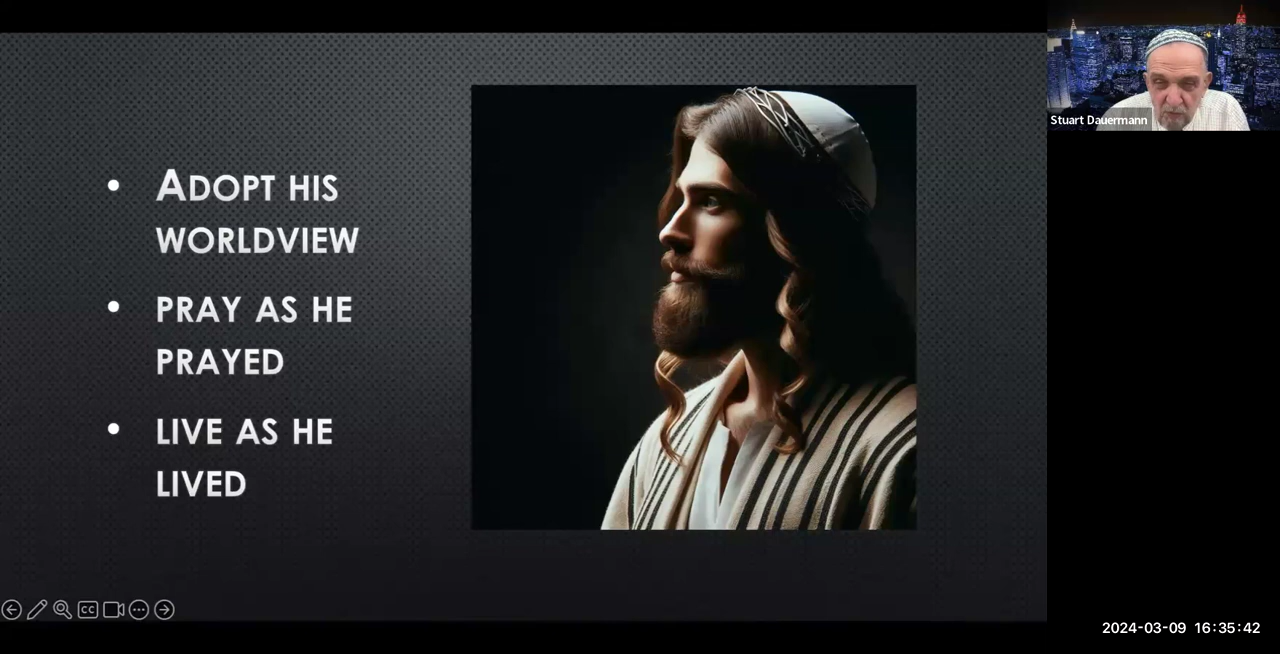 Adopt his
worldview
pray as he
prayed
live as he
lived
Stuart Dauermann
CC
2024-03-09 16:35:42